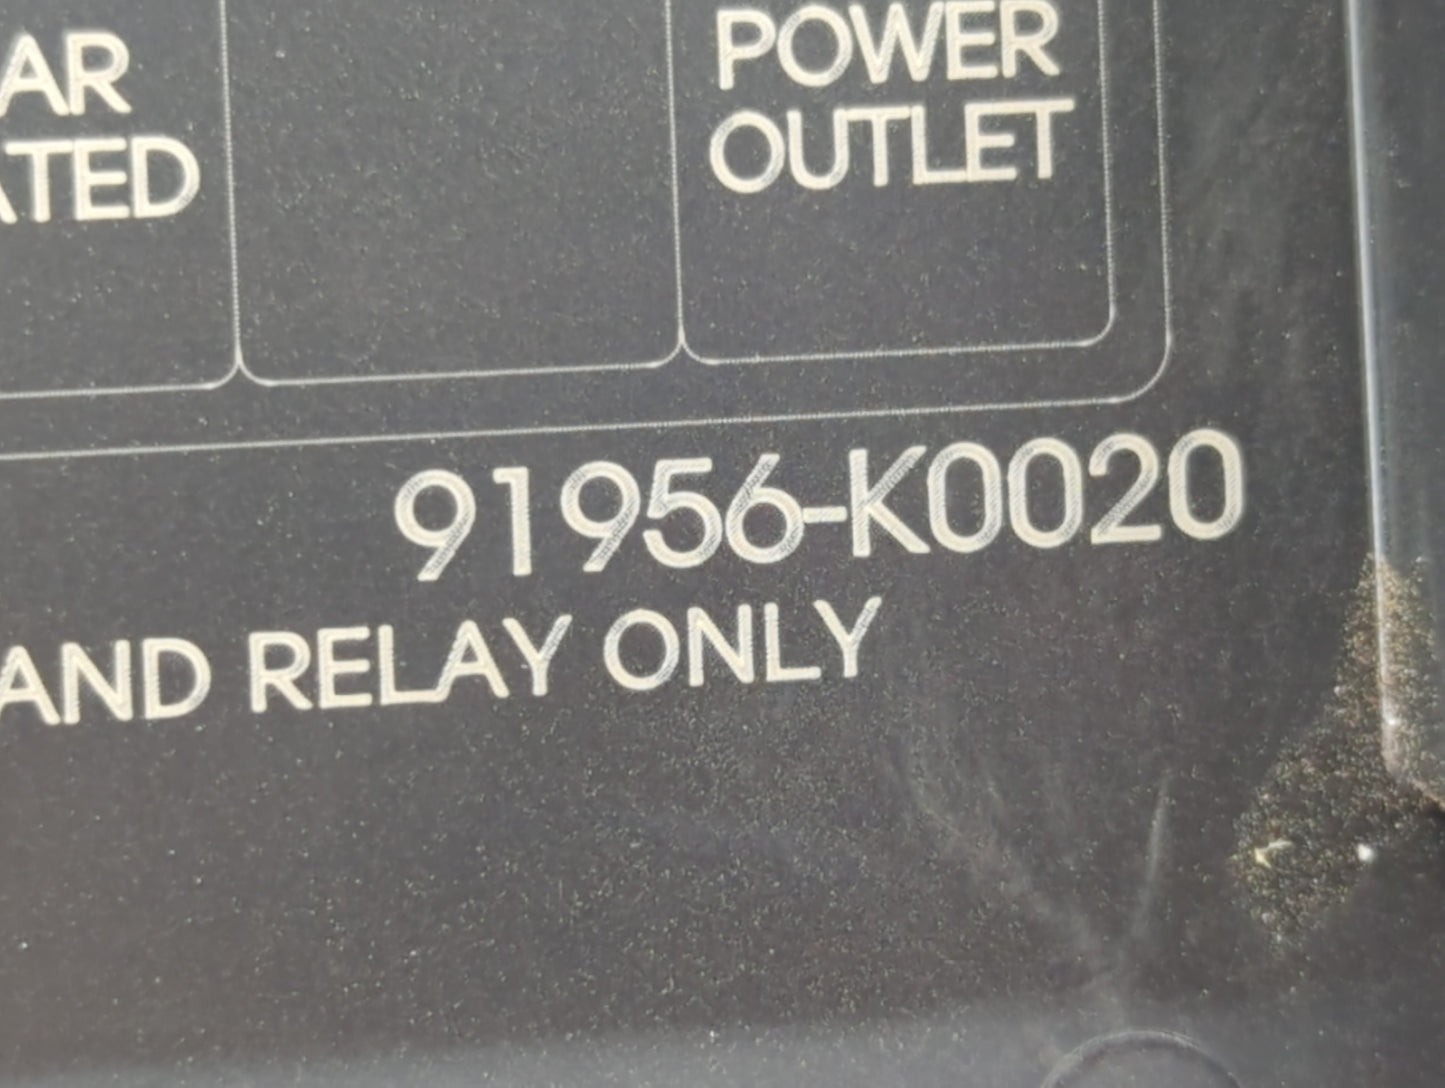 AR
ATED
POWER
OUTLET
91956-K0020
AND RELAY ONLY